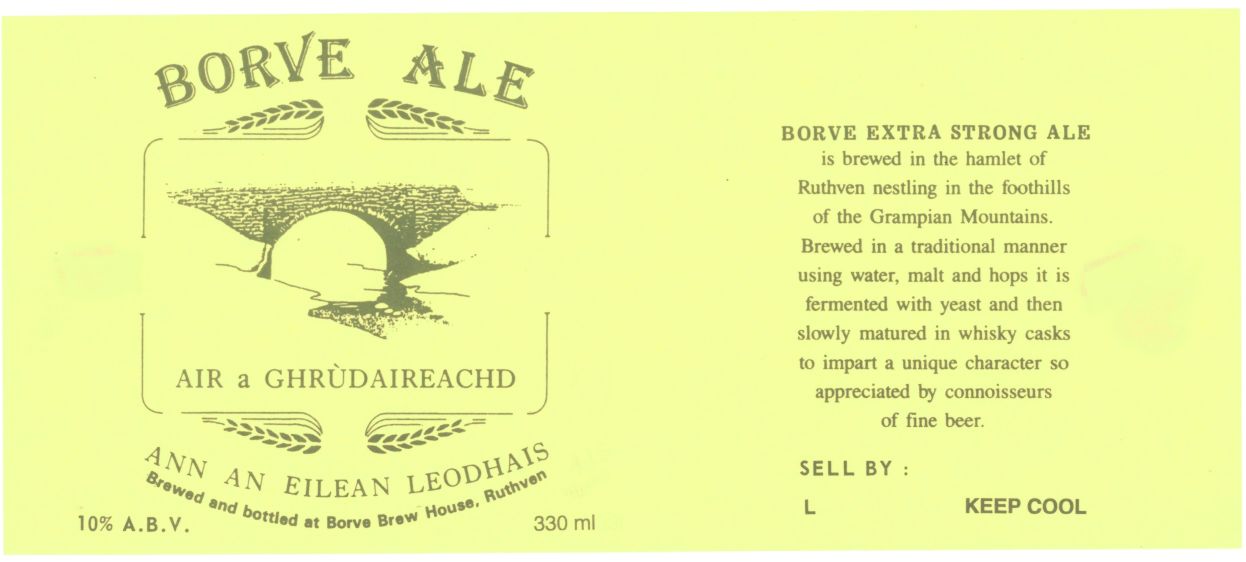 BORVE ALE
AIR a GHRÙDAIREACHD
ANN AN EILEAN LEODHAIS
Brewed and bottled at Borve Brew House, Ruthven
10% A.B.V.
330 ml
BORVE EXTRA STRONG ALE
is brewed in the hamlet of
Ruthven nestling in the foothills
of the Grampian Mountains.
Brewed in a traditional manner
using water, malt and hops it is
fermented with yeast and then
slowly matured in whisky casks
to impart a unique character so
appreciated by connoisseurs
of fine beer.
SELL BY :
L
KEEP COOL